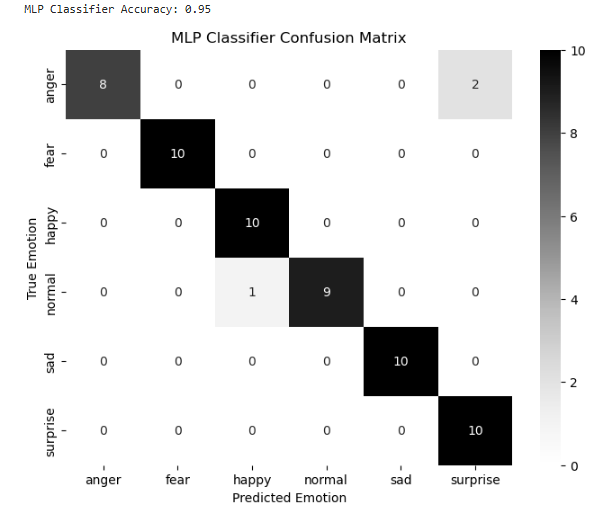 MLP Classifier Accuracy: 0.95
MLP Classifier Confusion Matrix
True Emotion
anger 8 0 0 0 0 2
fear 0 10 0 0 0 0
happy 0 0 10 0 0 0
normal 0 0 1 9 0 0
sad 0 0 0 0 10 0
surprise 0 0 0 0 0 10
anger fear happy normal sad surprise
Predicted Emotion
10
8
6
4
2
0